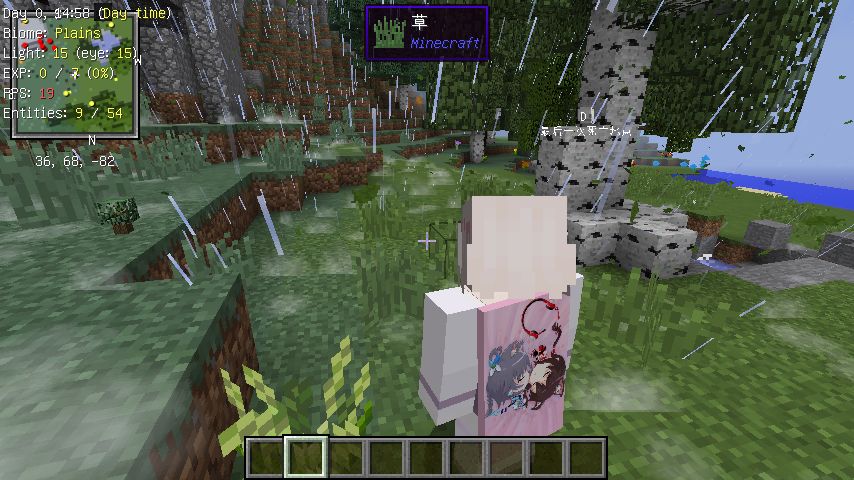 Day 0, 14:58 (Day time)
Biome: Plains
Light: 15 (eye: 15)
EXP: 0 / 7 (0%)
FPS: 19
Entities: 9 / 54
W
N
36, 68, -82
草
Minecraft